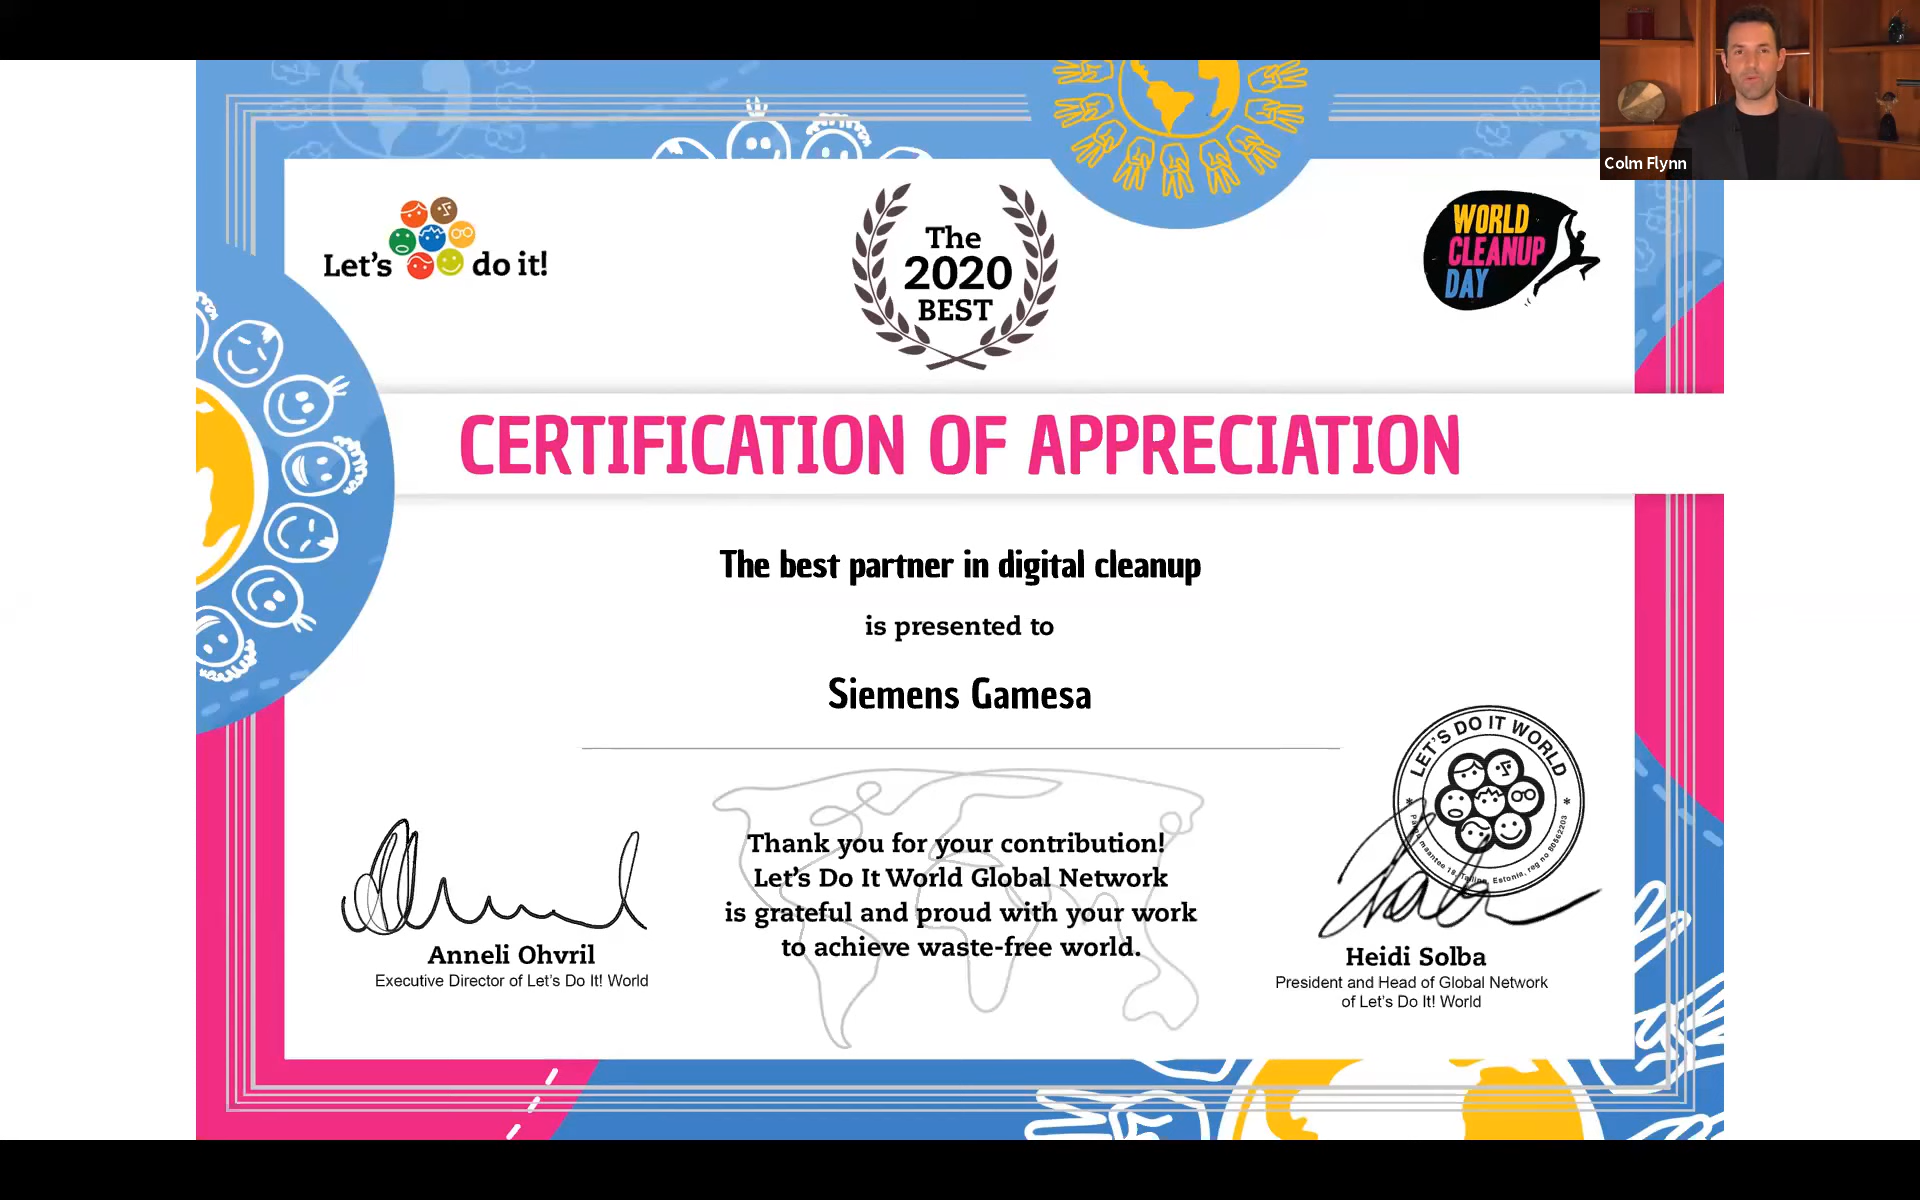 Colm Flynn
Let's do it!
The
2020
BEST
WORLD
CLEANUP
DAY
CERTIFICATION OF APPRECIATION
The best partner in digital cleanup
is presented to
Siemens Gamesa
LET'S DO IT WORLD
Thank you for your contribution!
Let's Do It World Global Network
is grateful and proud with your work
to achieve waste-free world.
Anneli Ohvril
Executive Director of Let's Do It! World
Heidi Solba
President and Head of Global Network
of Let's Do It! World